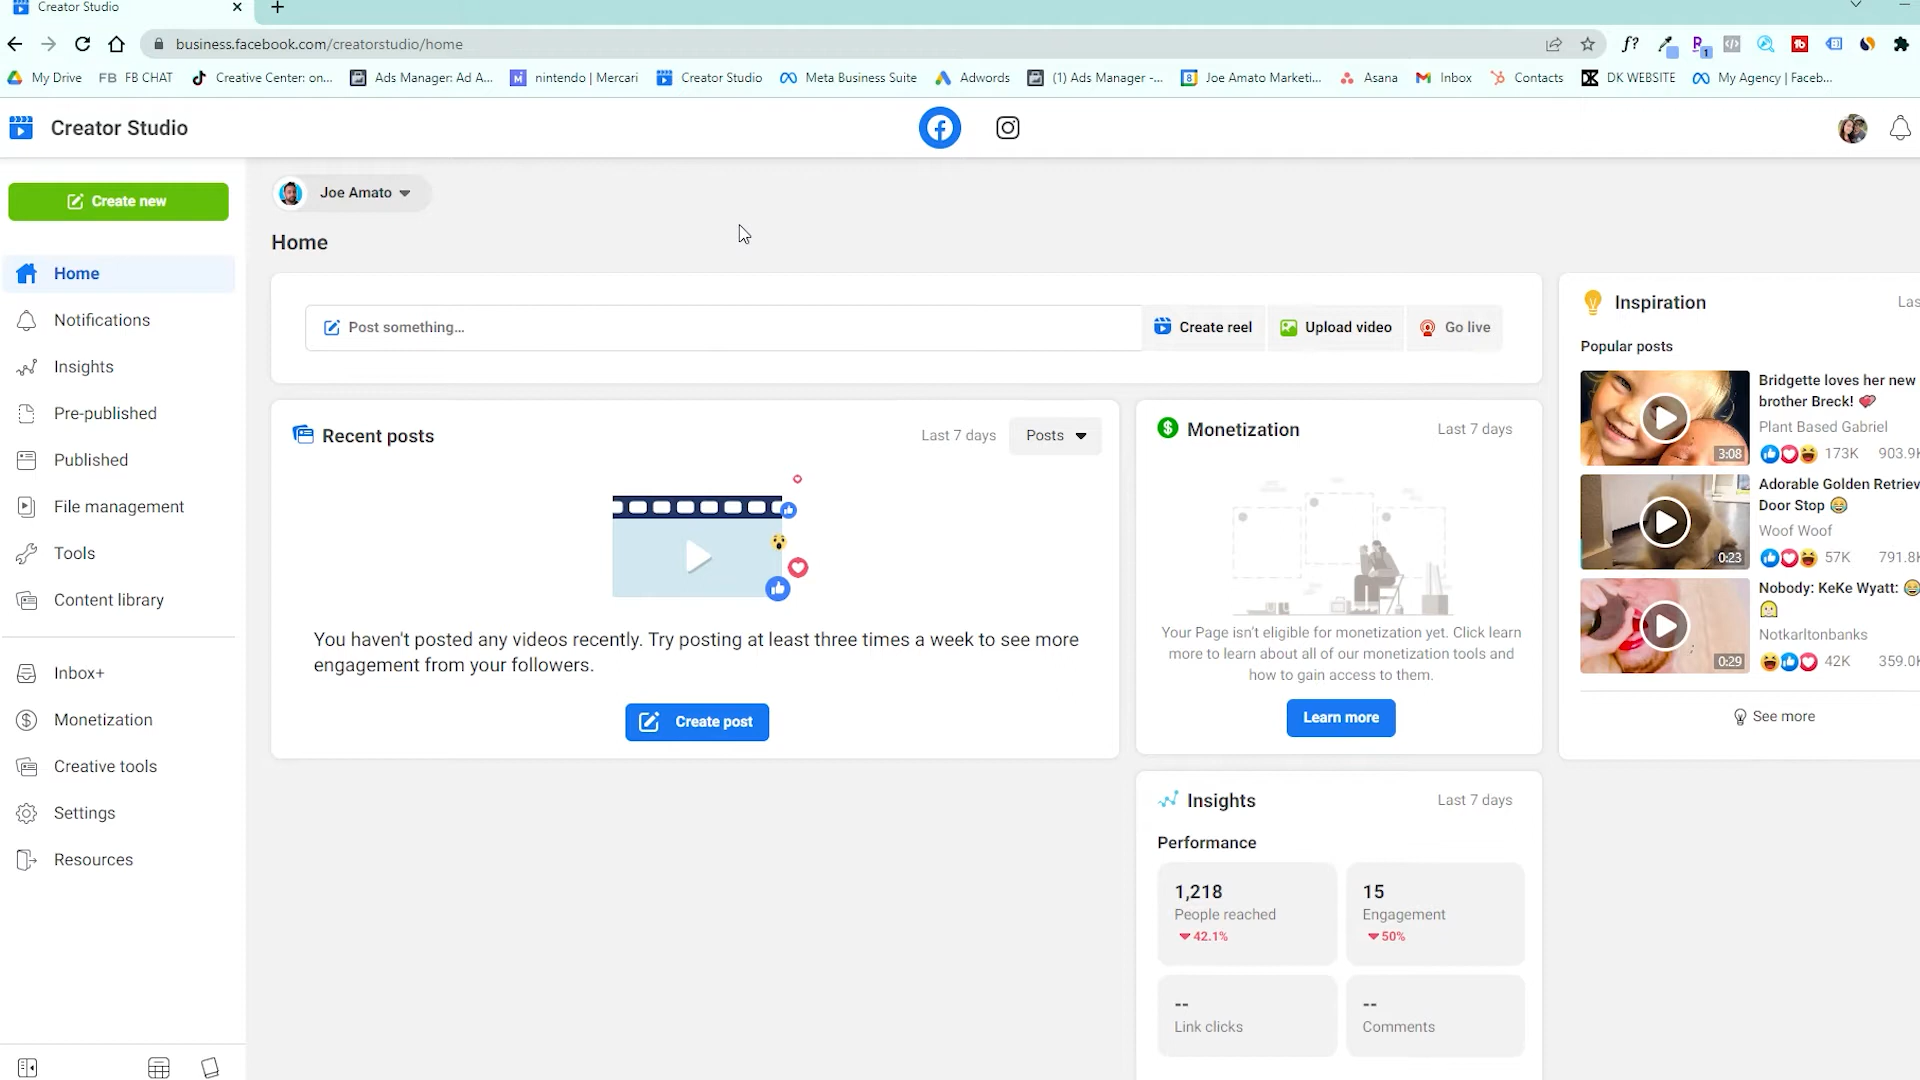 Creator Studio
business.facebook.com/creatorstudio/home
f?
My Drive
FB FB CHAT
Creative Center: on...
Ads Manager: Ad A...
nintendo | Mercari
Creator Studio
Meta Business Suite
Adwords
(1) Ads Manager -...
Joe Amato Marketi...
Asana
Inbox
Contacts
DK WEBSITE
My Agency | Faceb...
Creator Studio
Create new
Joe Amato
Home
Home
Notifications
Insights
Pre-published
Published
File management
Tools
Content library
Inbox+
Monetization
Creative tools
Settings
Resources
Post something...
Create reel
Upload video
Go live
Recent posts
Last 7 days
Posts
You haven't posted any videos recently. Try posting at least three times a week to see more
engagement from your followers.
Create post
Monetization
Last 7 days
Your Page isn't eligible for monetization yet. Click learn
more to learn about all of our monetization tools and
how to gain access to them.
Learn more
Insights
Last 7 days
Performance
1,218
People reached
42.1%
15
Engagement
50%
--
Link clicks
--
Comments
Inspiration
Las
Popular posts
3:08
Bridgette loves her new
brother Breck!
Plant Based Gabriel
173K 903.9K
0:23
Adorable Golden Retriev
Door Stop
Woof Woof
57K 791.8K
0:29
Nobody: KeKe Wyatt:
Notkarltonbanks
42K 359.0K
See more